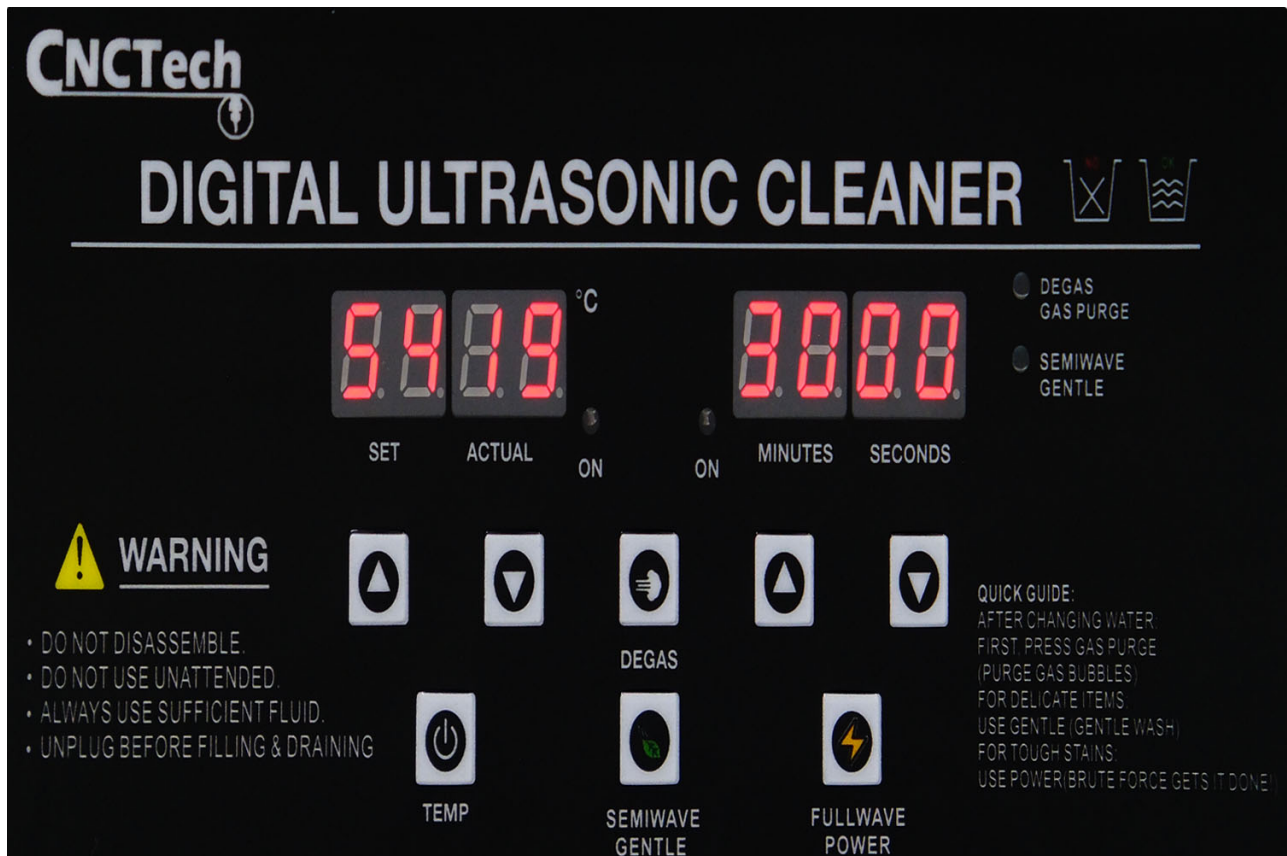 CNCTech
DIGITAL ULTRASONIC CLEANER
NO OK
54 19 °C 30 00
DEGAS
GAS PURGE
SEMIWAVE
GENTLE
SET ACTUAL ON ON MINUTES SECONDS
WARNING
• DO NOT DISASSEMBLE.
• DO NOT USE UNATTENDED.
• ALWAYS USE SUFFICIENT FLUID.
• UNPLUG BEFORE FILLING & DRAINING
DEGAS
TEMP
SEMIWAVE
GENTLE
FULLWAVE
POWER
QUICK GUIDE:
AFTER CHANGING WATER:
FIRST, PRESS GAS PURGE
(PURGE GAS BUBBLES)
FOR DELICATE ITEMS
USE GENTLE (GENTLE WASH)
FOR TOUGH STAINS:
USE POWER(BRUTE FORCE GETS IT DONE!)